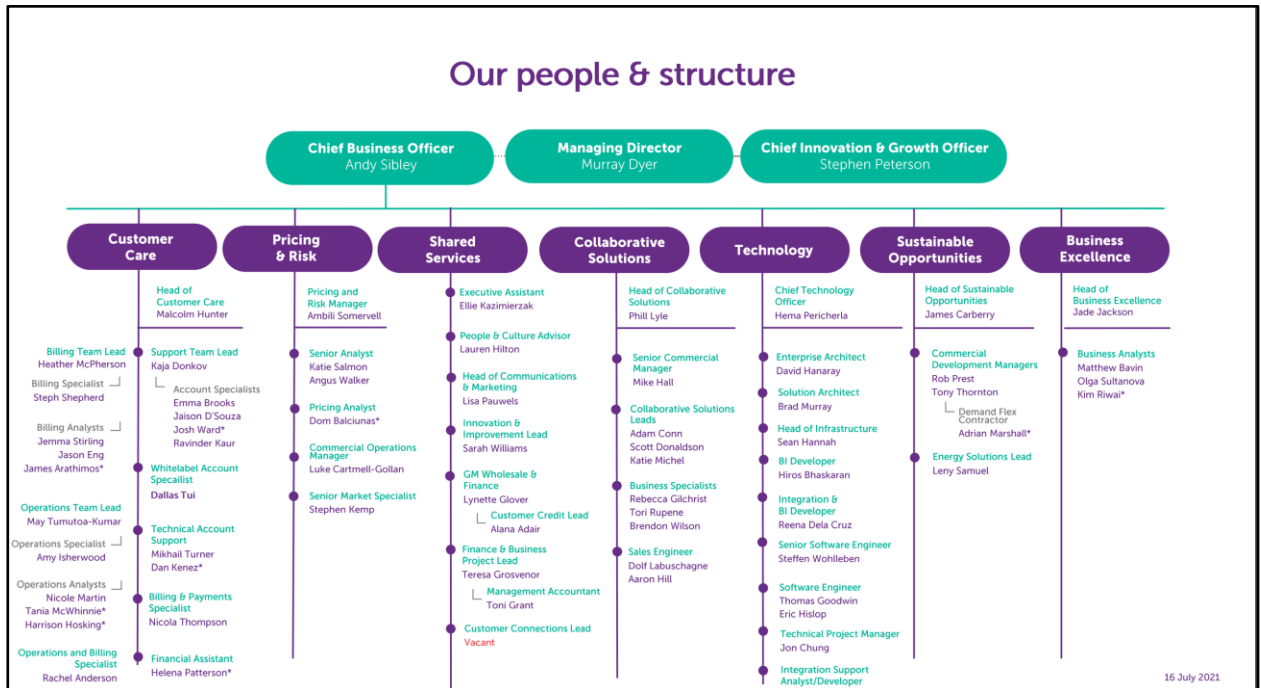 Our people & structure
Chief Business Officer
Andy Sibley
Managing Director
Murray Dyer
Chief Innovation & Growth Officer
Stephen Peterson
Customer
Care
Pricing
& Risk
Shared
Services
Collaborative
Solutions
Technology
Sustainable
Opportunities
Business
Excellence
Head of
Customer Care
Malcolm Hunter
Billing Team Lead
Heather McPherson
Billing Specialist
Steph Shepherd
Billing Analysts
Jemma Stirling
Jason Eng
James Arathimos*
Operations Team Lead
May Tumutoa-Kumar
Operations Specialist
Amy Isherwood
Operations Analysts
Nicole Martin
Tania McWhinnie*
Harrison Hosking*
Operations and Billing
Specialist
Rachel Anderson
Support Team Lead
Kaja Donkov
Account Specialists
Emma Brooks
Jaison D'Souza
Josh Ward*
Ravinder Kaur
Whitelabel Account
Specailist
Dallas Tui
Technical Account
Support
Mikhail Turner
Dan Kenez*
Billing & Payments
Specialist
Nicola Thompson
Financial Assistant
Helena Patterson*
Pricing and
Risk Manager
Ambili Somervell
Senior Analyst
Katie Salmon
Angus Walker
Pricing Analyst
Dom Balciunas*
Commercial Operations
Manager
Luke Cartmell-Gollan
Senior Market Specialist
Stephen Kemp
Executive Assistant
Ellie Kazimierzak
People & Culture Advisor
Lauren Hilton
Head of Communications
& Marketing
Lisa Pauwels
Innovation &
Improvement Lead
Sarah Williams
GM Wholesale &
Finance
Lynette Glover
Customer Credit Lead
Alana Adair
Finance & Business
Project Lead
Teresa Grosvenor
Management Accountant
Toni Grant
Customer Connections Lead
Vacant
Head of Collaborative
Solutions
Phill Lyle
Senior Commercial
Manager
Mike Hall
Collaborative Solutions
Leads
Adam Conn
Scott Donaldson
Katie Michel
Business Specialists
Rebecca Gilchrist
Tori Rupene
Brendon Wilson
Sales Engineer
Dolf Labuschagne
Aaron Hill
Chief Technology
Officer
Hema Pericherla
Enterprise Architect
David Hanaray
Solution Architect
Brad Murray
Head of Infrastructure
Sean Hannah
BI Developer
Hiros Bhaskaran
Integration &
BI Developer
Reena Dela Cruz
Senior Software Engineer
Steffen Wohlleben
Software Engineer
Thomas Goodwin
Eric Hislop
Technical Project Manager
Jon Chung
Integration Support
Analyst/Developer
Head of Sustainable
Opportunities
James Carberry
Commercial
Development Managers
Rob Prest
Tony Thornton
Demand Flex
Contractor
Adrian Marshall*
Energy Solutions Lead
Leny Samuel
Head of
Business Excellence
Jade Jackson
Business Analysts
Matthew Bavin
Olga Sultanova
Kim Riwai*
16 July 2021